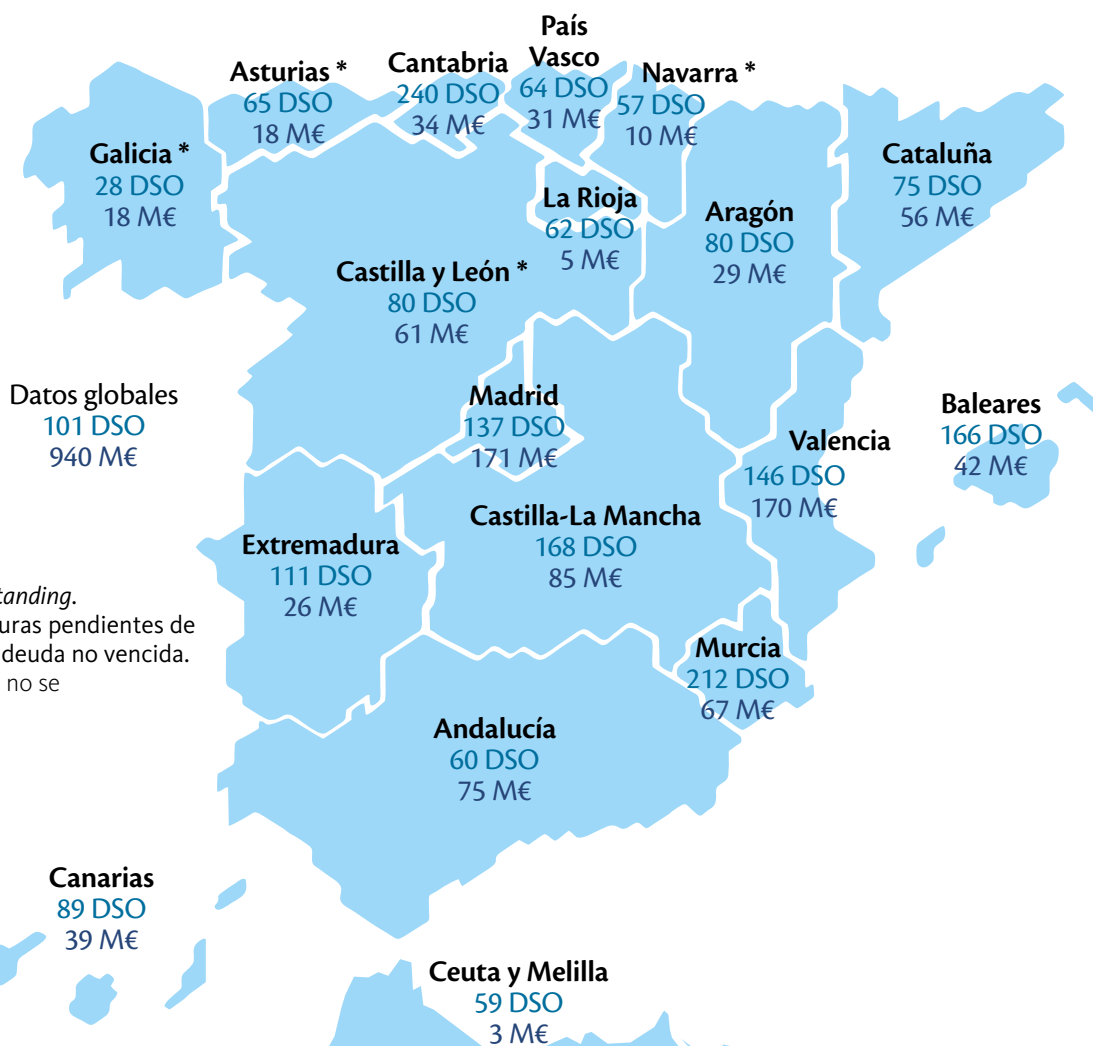 País
Vasco
64 DSO
31 M€
Asturias *
65 DSO
18 M€
Cantabria
240 DSO
34 M€
Navarra *
57 DSO
10 M€
Galicia *
28 DSO
18 M€
La Rioja
62 DSO
5 M€
Aragón
80 DSO
29 M€
Cataluña
75 DSO
56 M€
Castilla y León *
80 DSO
61 M€
Datos globales
101 DSO
940 M€
Madrid
137 DSO
171 M€
Valencia
146 DSO
170 M€
Baleares
166 DSO
42 M€
Castilla-La Mancha
168 DSO
85 M€
Extremadura
111 DSO
26 M€
tanding.
uras pendientes de
deuda no vencida.
no se
Murcia
212 DSO
67 M€
Andalucía
60 DSO
75 M€
Canarias
89 DSO
39 M€
Ceuta y Melilla
59 DSO
3 M€